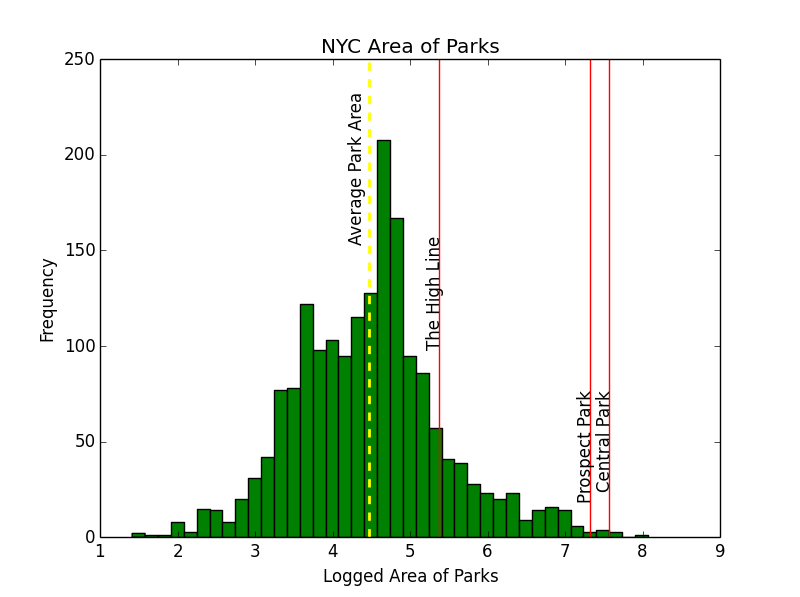 NYC Area of Parks
250
200
150
100
50
0
Frequency
Average Park Area
The High Line
Prospect Park
Central Park
1 2 3 4 5 6 7 8 9
Logged Area of Parks